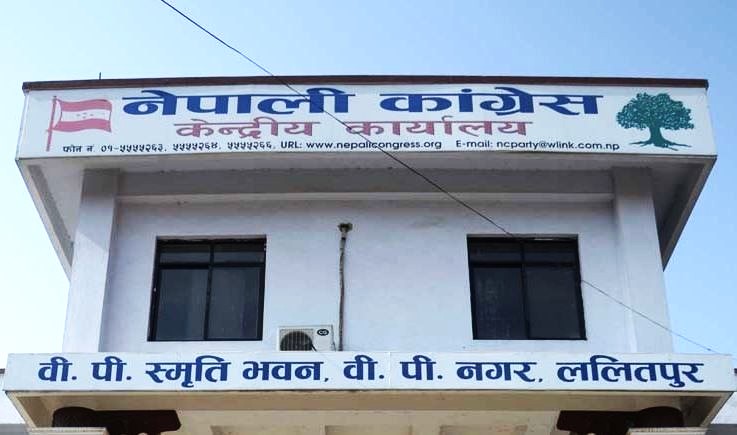 नेपाली कांग्रेस
केन्द्रीय कार्यालय
फोन नं. ०१-५५५५२६३, ५५५५२६४, ५५५५२६६, URL: www.nepalicongress.org E-mail: ncparty@wlink.com.np
वी. पी. स्मृति भवन, वी. पी. नगर, ललितपुर